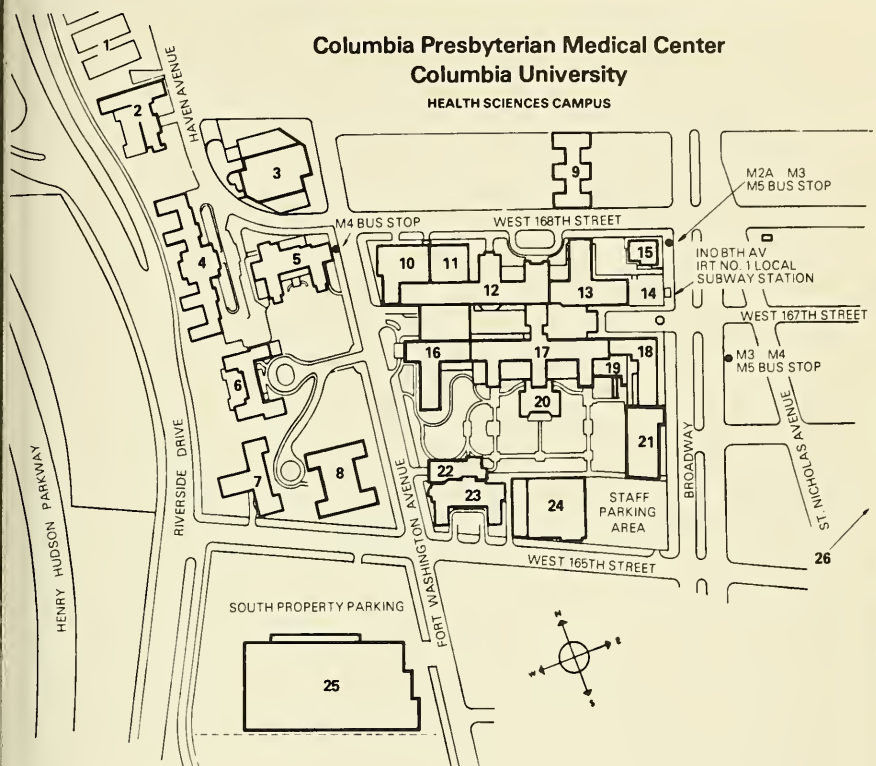 Columbia Presbyterian Medical Center
Columbia University
HEALTH SCIENCES CAMPUS
1
2
HAVEN AVENUE
3
9
M2A M3
M5 BUS STOP
M4 BUS STOP
WEST 168TH STREET
4
5
10
11
15
IND 8TH AV
IRT NO. 1 LOCAL
SUBWAY STATION
12
13
14
WEST 167TH STREET
16
17
18
19
M3 M4
M5 BUS STOP
6
20
21
HENRY HUDSON PARKWAY
RIVERSIDE DRIVE
7
8
FORT WASHINGTON AVENUE
22
23
24
STAFF
PARKING
AREA
BROADWAY
ST. NICHOLAS AVENUE
26
WEST 165TH STREET
SOUTH PROPERTY PARKING
25
N
E
W
S